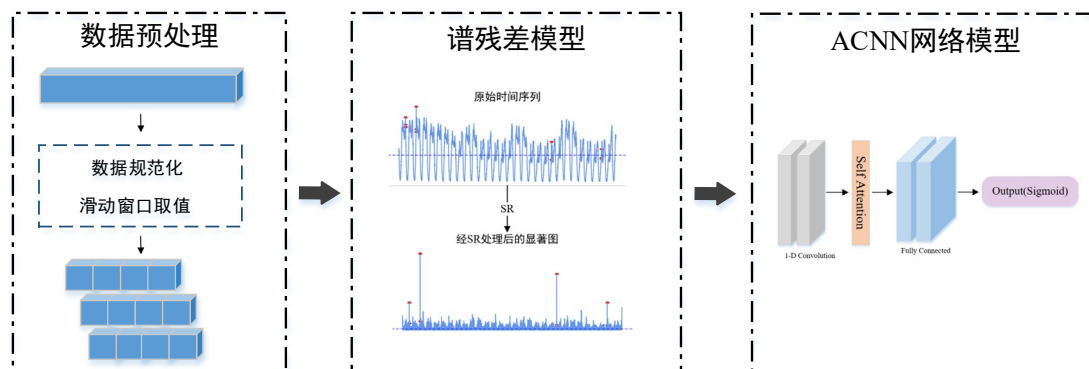 数据预处理
数据规范化
滑动窗口取值
谱残差模型
原始时间序列
SR
经SR处理后的显著图
ACNN网络模型
1-D Convolution
Self Attention
Fully Connected
Output(Sigmoid)